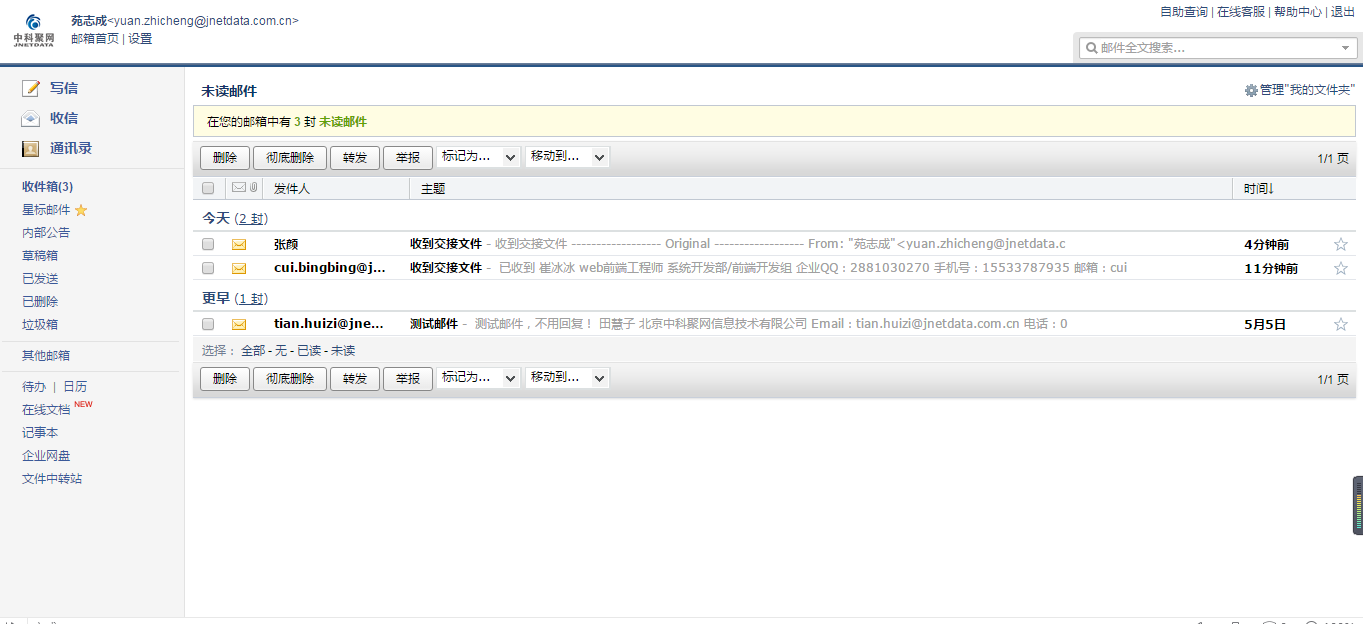 苑志成<yuan.zhicheng@jnetdata.com.cn>
邮箱首页 | 设置
中科聚网
JNETDATA
自助查询 | 在线客服 | 帮助中心 | 退出
邮件全文搜索...
写信
收信
通讯录
收件箱(3)
星标邮件
内部公告
草稿箱
已发送
已删除
垃圾箱
其他邮箱
待办 | 日历
在线文档 NEW
记事本
企业网盘
文件中转站
未读邮件
管理"我的文件夹"
在您的邮箱中有 3 封 未读邮件
删除 彻底删除 转发 举报 标记为... 移动到... 1/1 页
发件人 主题 时间↓
今天 (2 封)
张颜 收到交接文件 - 收到交接文件 ------------------ Original ------------------ From: "苑志成"<yuan.zhicheng@jnetdata.c 4分钟前
cui.bingbing@j... 收到交接文件 - 已收到 崔冰冰 web前端工程师 系统开发部/前端开发组 企业QQ：2881030270 手机号：15533787935 邮箱：cui 11分钟前
更早 (1 封)
tian.huizi@jne... 测试邮件 - 测试邮件，不用回复！ 田慧子 北京中科聚网信息技术有限公司 Email：tian.huizi@jnetdata.com.cn 电话：0 5月5日
选择： 全部 - 无 - 已读 - 未读
删除 彻底删除 转发 举报 标记为... 移动到... 1/1 页